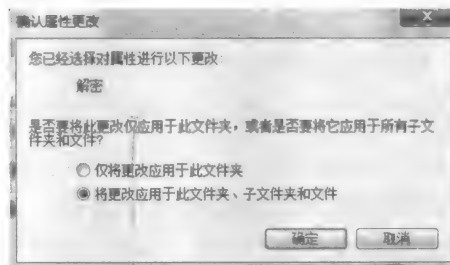 确认属性更改
您已经选择对属性进行以下更改:
解密
是否要将此更改仅应用于此文件夹，或者是否要将它应用于所有子文
件夹和文件?
仅将更改应用于此文件夹
将更改应用于此文件夹、子文件夹和文件
确定
取消